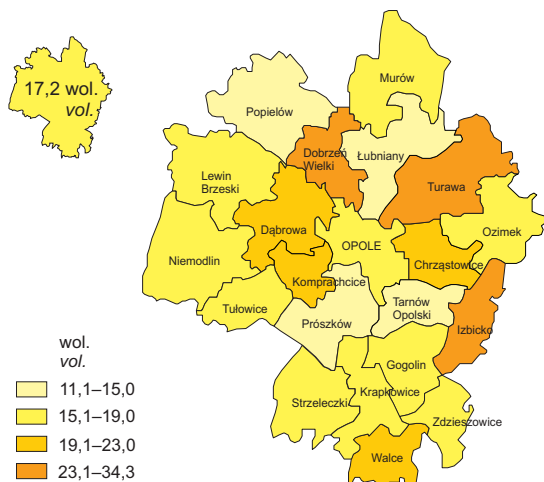 17,2 wol.
vol.
Murów
Popielów
Dobrzeń
Wielki
Łubniany
Lewin
Brzeski
Turawa
Dąbrowa
Ozimek
OPOLE
Niemodlin
Chrząstowice
Komprachcice
Tułowice
Tarnów
Opolski
Prószków
Izbicko
Gogolin
Strzeleczki
Krapkowice
Zdzieszowice
Walce
wol.
vol.
11,1–15,0
15,1–19,0
19,1–23,0
23,1–34,3